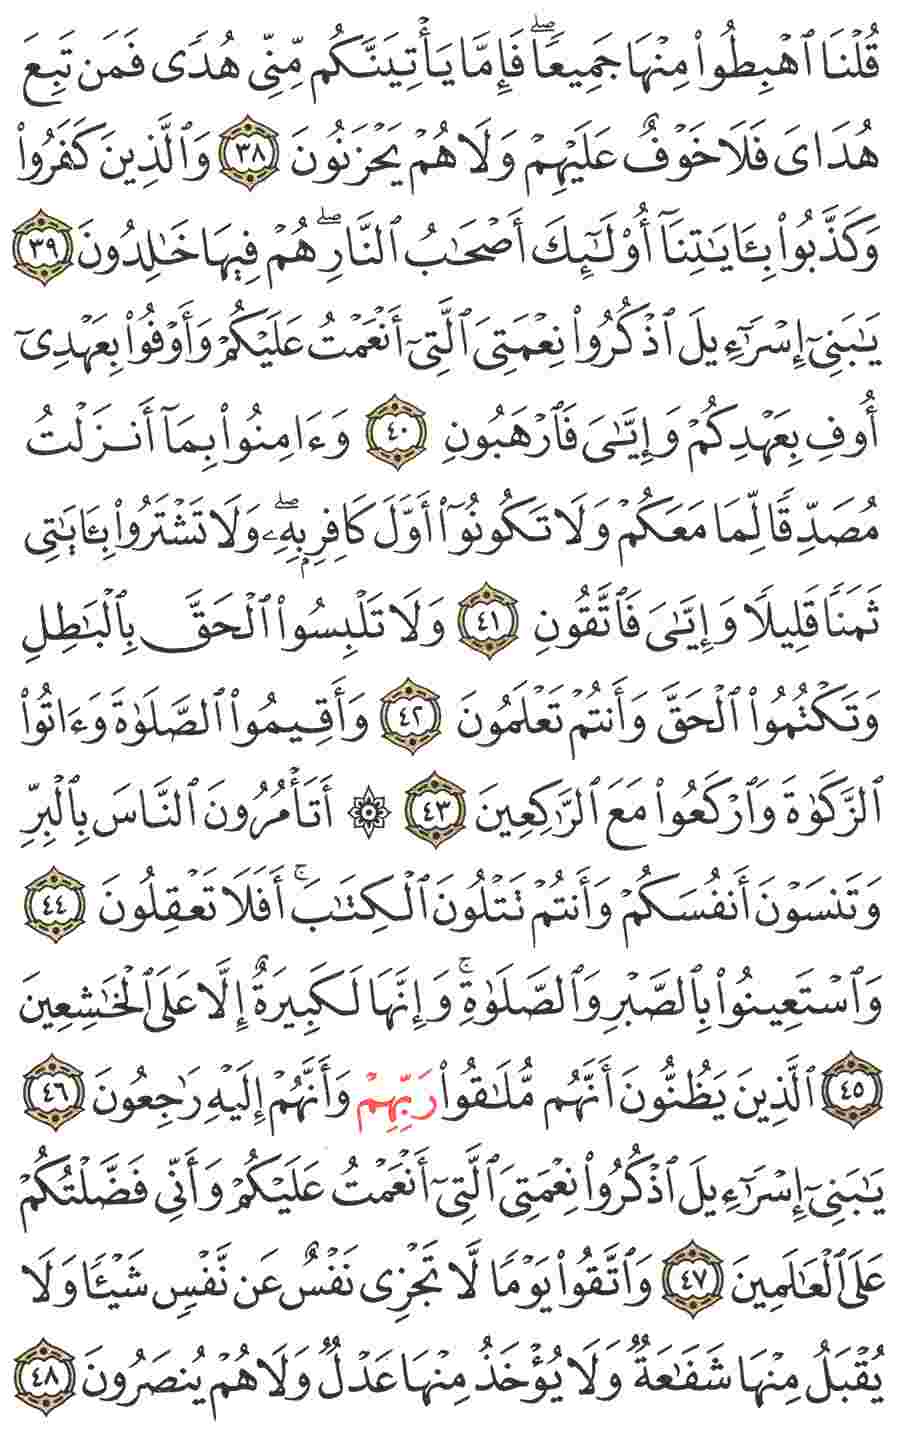 قُلۡنَا ٱهۡبِطُواْ مِنۡهَا جَمِيعٗاۖ فَإِمَّا يَأۡتِيَنَّكُم مِّنِّي هُدٗى فَمَن تَبِعَ
هُدَايَ فَلَا خَوۡفٌ عَلَيۡهِمۡ وَلَا هُمۡ يَحۡزَنُونَ ٣٨ وَٱلَّذِينَ كَفَرُواْ
وَكَذَّبُواْ بِـَٔايَٰتِنَآ أُوْلَٰٓئِكَ أَصۡحَٰبُ ٱلنَّارِۖ هُمۡ فِيهَا خَٰلِدُونَ ٣٩
يَٰبَنِيٓ إِسۡرَٰٓءِيلَ ٱذۡكُرُواْ نِعۡمَتِيَ ٱلَّتِيٓ أَنۡعَمۡتُ عَلَيۡكُمۡ وَأَوۡفُواْ بِعَهۡدِيٓ
أُوفِ بِعَهۡدِكُمۡ وَإِيَّٰيَ فَٱرۡهَبُونِ ٤٠ وَءَامِنُواْ بِمَآ أَنزَلۡتُ
مُصَدِّقٗا لِّمَا مَعَكُمۡ وَلَا تَكُونُوٓاْ أَوَّلَ كَافِرِۭ بِهِۦۖ وَلَا تَشۡتَرُواْ بِـَٔايَٰتِي
ثَمَنٗا قَلِيلٗا وَإِيَّٰيَ فَٱتَّقُونِ ٤١ وَلَا تَلۡبِسُواْ ٱلۡحَقَّ بِٱلۡبَٰطِلِ
وَتَكۡتُمُواْ ٱلۡحَقَّ وَأَنتُمۡ تَعۡلَمُونَ ٤٢ وَأَقِيمُواْ ٱلصَّلَوٰةَ وَءَاتُواْ
ٱلزَّكَوٰةَ وَٱرۡكَعُواْ مَعَ ٱلرَّٰكِعِينَ ٤٣ ۞ أَتَأۡمُرُونَ ٱلنَّاسَ بِٱلۡبِرِّ
وَتَنسَوۡنَ أَنفُسَكُمۡ وَأَنتُمۡ تَتۡلُونَ ٱلۡكِتَٰبَۚ أَفَلَا تَعۡقِلُونَ ٤٤
وَٱسۡتَعِينُواْ بِٱلصَّبۡرِ وَٱلصَّلَوٰةِۚ وَإِنَّهَا لَكَبِيرَةٌ إِلَّا عَلَى ٱلۡخَٰشِعِينَ
٤٥ ٱلَّذِينَ يَظُنُّونَ أَنَّهُم مُّلَٰقُواْ رَبِّهِمۡ وَأَنَّهُمۡ إِلَيۡهِ رَٰجِعُونَ ٤٦
يَٰبَنِيٓ إِسۡرَٰٓءِيلَ ٱذۡكُرُواْ نِعۡمَتِيَ ٱلَّتِيٓ أَنۡعَمۡتُ عَلَيۡكُمۡ وَأَنِّي فَضَّلۡتُكُمۡ
عَلَى ٱلۡعَٰلَمِينَ ٤٧ وَٱتَّقُواْ يَوۡمٗا لَّا تَجۡزِي نَفۡسٌ عَن نَّفۡسٖ شَيۡـٔٗا وَلَا
يُقۡبَلُ مِنۡهَا شَفَٰعَةٞ وَلَا يُؤۡخَذُ مِنۡهَا عَدۡلٞ وَلَا هُمۡ يُنصَرُونَ ٤٨